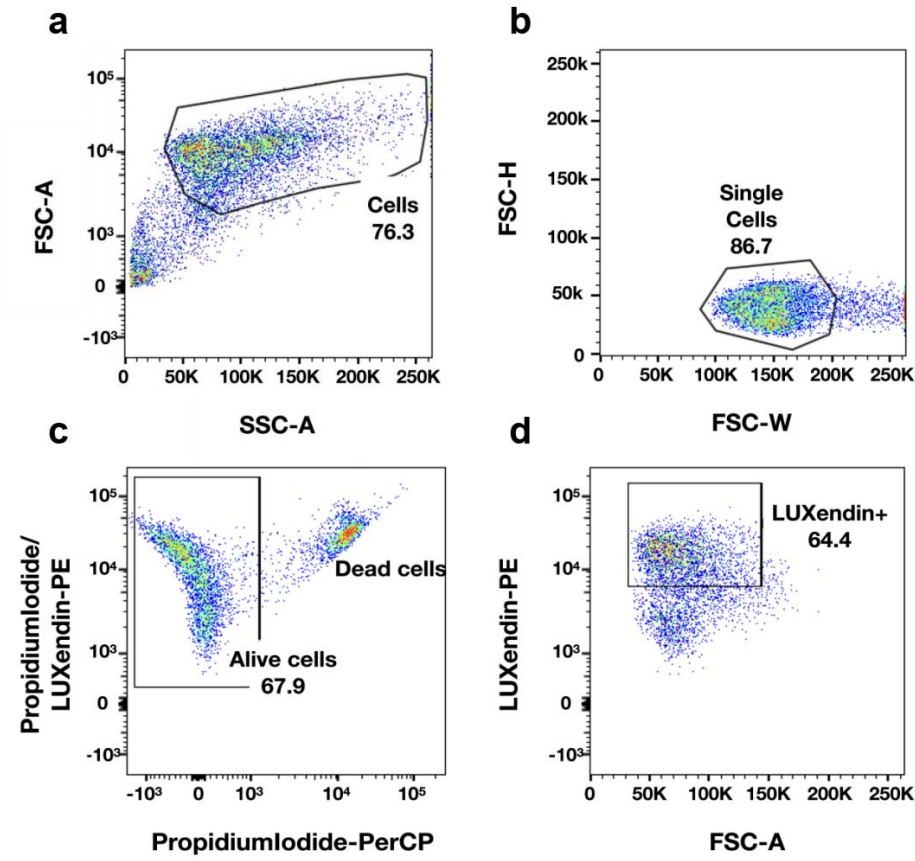 a
10⁵
10⁴
10³
0
-10³
FSC-A
Cells
76.3
0 50K 100K 150K 200K 250K
SSC-A
b
250k
200k
150k
100k
50k
0
FSC-H
Single
Cells
86.7
0 50K 100K 150K 200K 250K
FSC-W
c
10⁵
10⁴
10³
0
-10³
PropidiumIodide/
LUXendin-PE
Dead cells
Alive cells
67.9
-10³ 0 10³ 10⁴ 10⁵
PropidiumIodide-PerCP
d
10⁵
10⁴
10³
0
-10³
LUXendin-PE
LUXendin+
64.4
0 50K 100K 150K 200K 250K
FSC-A